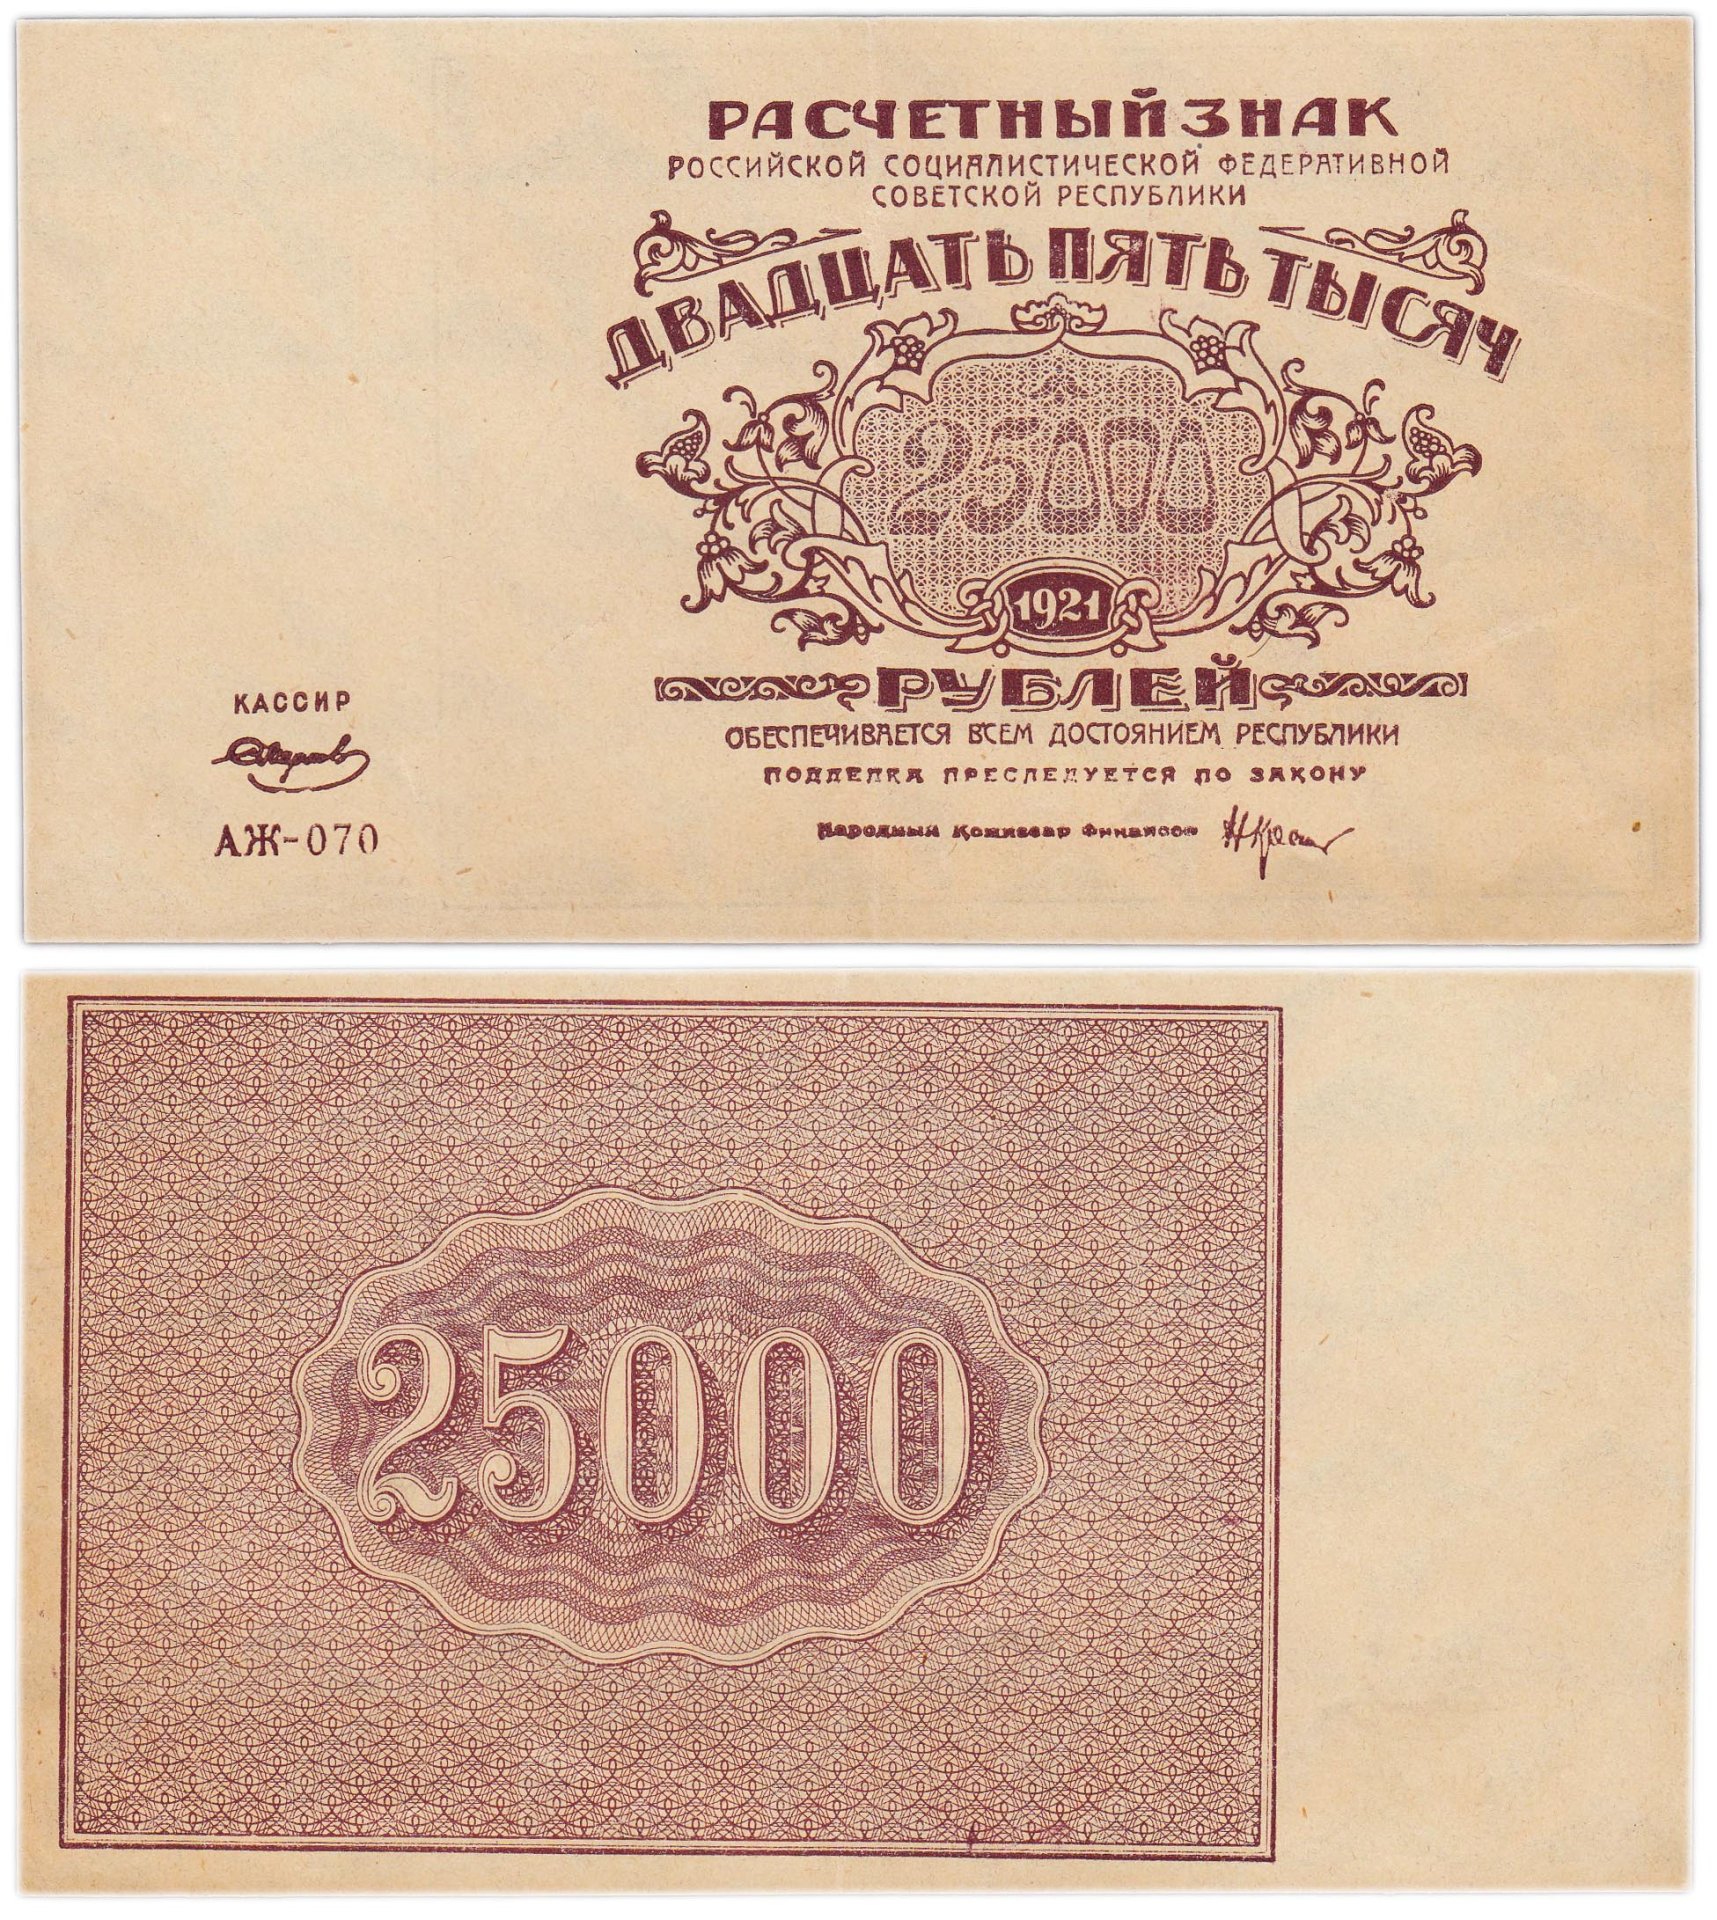 РАСЧЕТНЫЙ ЗНАК
РОССИЙСКОЙ СОЦИАЛИСТИЧЕСКОЙ ФЕДЕРАТИВНОЙ
СОВЕТСКОЙ РЕСПУБЛИКИ
ДВАДЦАТЬ ПЯТЬ ТЫСЯЧ
25000
1921
РУБЛЕЙ
ОБЕСПЕЧИВАЕТСЯ ВСЕМ ДОСТОЯНИЕМ РЕСПУБЛИКИ
ПОДДЕЛКА ПРЕСЛЕДУЕТСЯ ПО ЗАКОНУ
Народный Комиссар Финансов
КАССИР
АЖ-070
25000